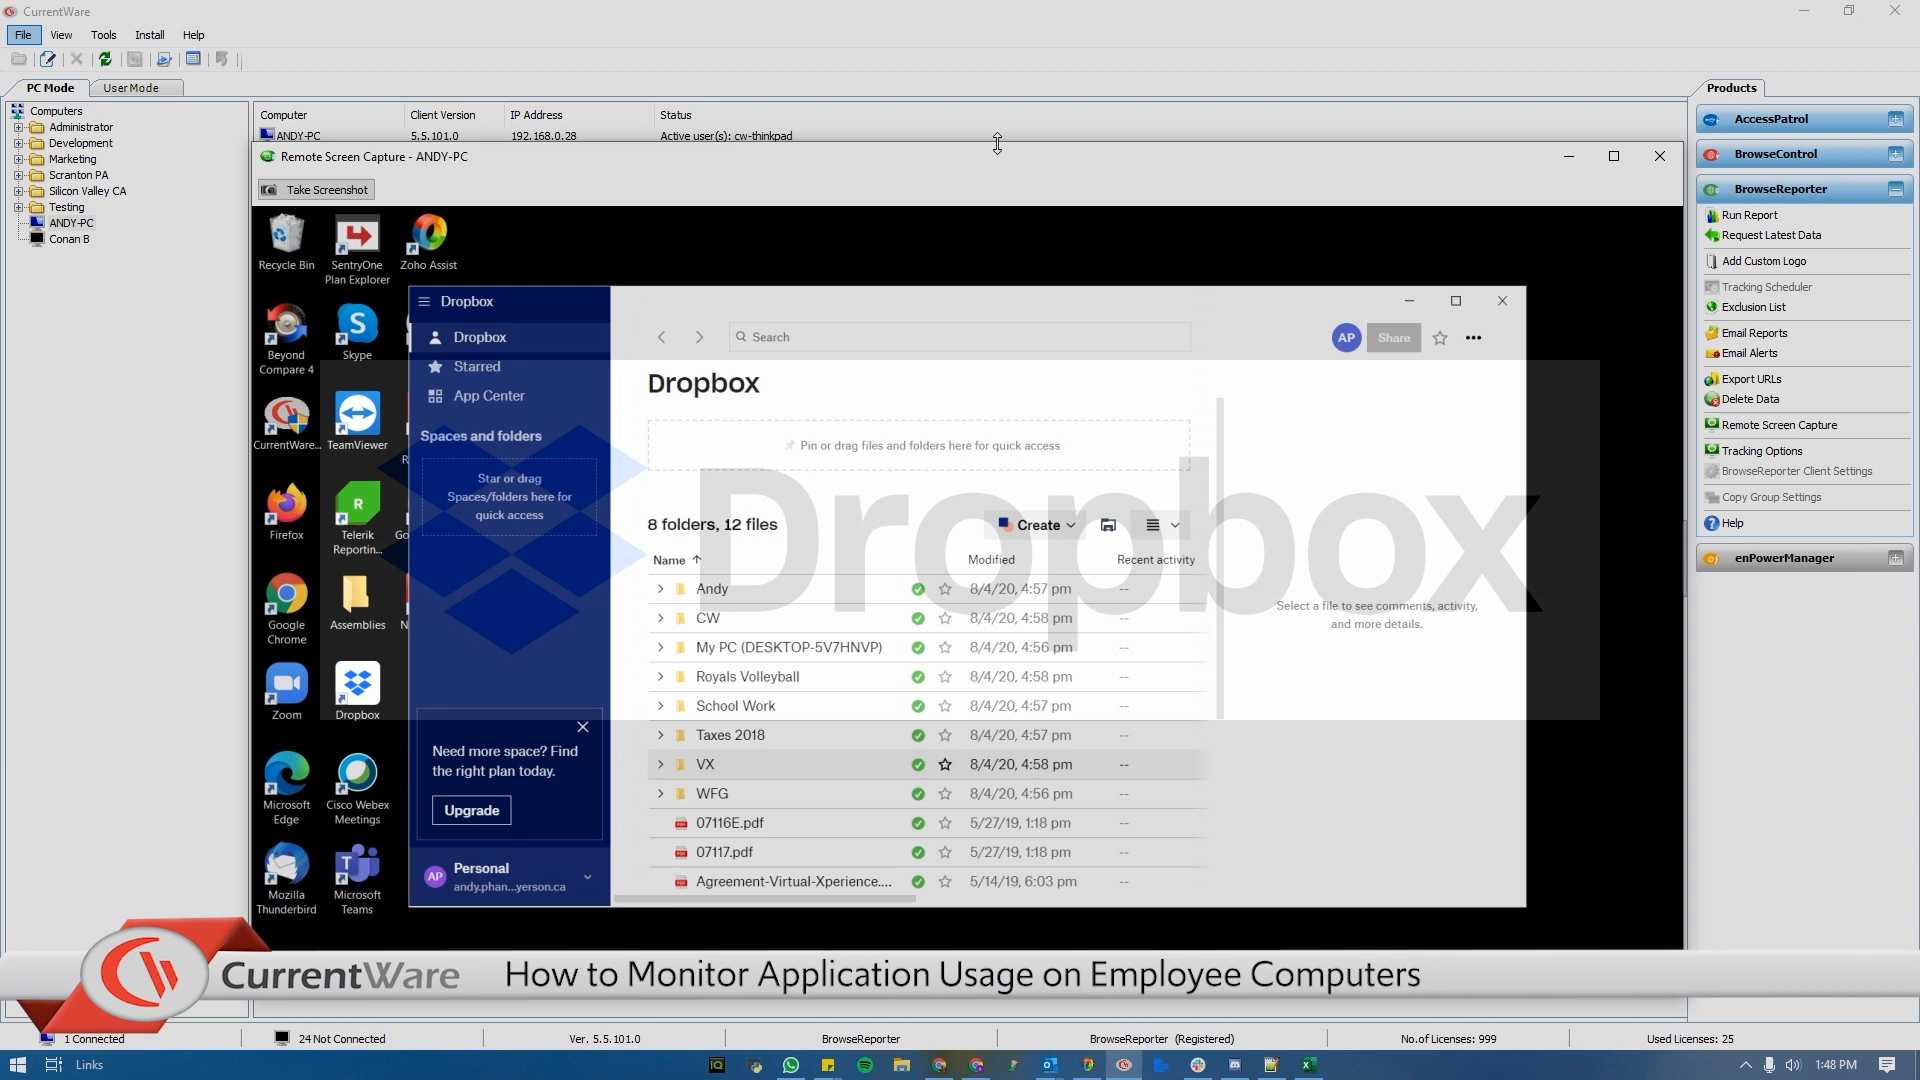 CurrentWare
File View Tools Install Help
PC Mode User Mode
Computers
Administrator
Development
Marketing
Scranton PA
Silicon Valley CA
Testing
ANDY-PC
Conan B
Computer Client Version IP Address Status
ANDY-PC 5.5.101.0 192.168.0.28 Active user(s): cw-thinkpad
Remote Screen Capture - ANDY-PC
Take Screenshot
Recycle Bin
SentryOne
Plan Explorer
Zoho Assist
Beyond
Compare 4
Skype
CurrentWare...
TeamViewer
Firefox
Telerik
Reportin...
Google
Chrome
Assemblies
Zoom
Dropbox
Microsoft
Edge
Cisco Webex
Meetings
Mozilla
Thunderbird
Microsoft
Teams
Dropbox
Dropbox
Starred
App Center
Spaces and folders
Star or drag
Spaces/folders here for
quick access
Need more space? Find
the right plan today.
Upgrade
AP Personal
andy.phan...yerson.ca
Search
AP Share
Dropbox
Pin or drag files and folders here for quick access
Dropbox
8 folders, 12 files
Create
Name Modified Recent activity
Andy 8/4/20, 4:57 pm --
CW 8/4/20, 4:58 pm --
My PC (DESKTOP-5V7HNVP) 8/4/20, 4:56 pm --
Royals Volleyball 8/4/20, 4:58 pm --
School Work 8/4/20, 4:57 pm --
Taxes 2018 8/4/20, 4:57 pm --
VX 8/4/20, 4:58 pm --
WFG 8/4/20, 4:56 pm --
07116E.pdf 5/27/19, 1:18 pm --
07117.pdf 5/27/19, 1:18 pm --
Agreement-Virtual-Xperience.... 5/14/19, 6:03 pm --
Select a file to see comments, activity,
and more details.
Products
AccessPatrol
BrowseControl
BrowseReporter
Run Report
Request Latest Data
Add Custom Logo
Tracking Scheduler
Exclusion List
Email Reports
Email Alerts
Export URLs
Delete Data
Remote Screen Capture
Tracking Options
BrowseReporter Client Settings
Copy Group Settings
Help
enPowerManager
CurrentWare How to Monitor Application Usage on Employee Computers
1 Connected 24 Not Connected Ver. 5.5.101.0 BrowseReporter BrowseReporter (Registered) No.of Licenses: 999 Used Licenses: 25
Links 1:48 PM